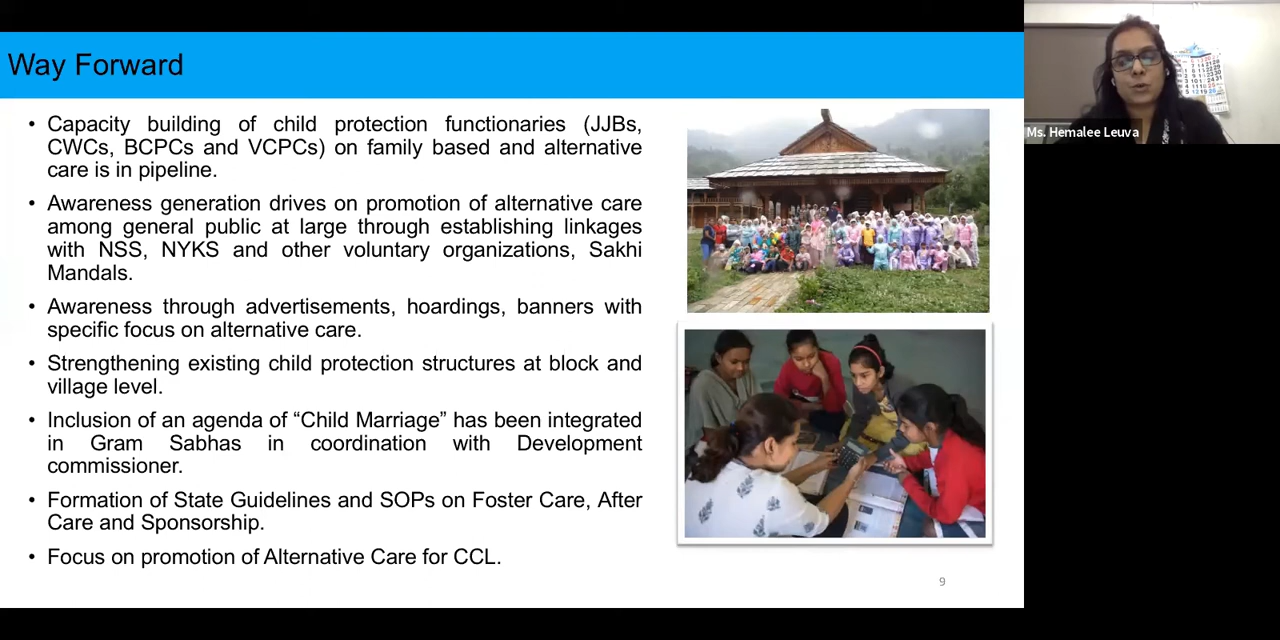 Way Forward
• Capacity building of child protection functionaries (JJBs,
CWCs, BCPCs and VCPCs) on family based and alternative
care is in pipeline.
• Awareness generation drives on promotion of alternative care
among general public at large through establishing linkages
with NSS, NYKS and other voluntary organizations, Sakhi
Mandals.
• Awareness through advertisements, hoardings, banners with
specific focus on alternative care.
• Strengthening existing child protection structures at block and
village level.
• Inclusion of an agenda of “Child Marriage” has been integrated
in Gram Sabhas in coordination with Development
commissioner.
• Formation of State Guidelines and SOPs on Foster Care, After
Care and Sponsorship.
• Focus on promotion of Alternative Care for CCL.
9
Ms. Hemalee Leuva